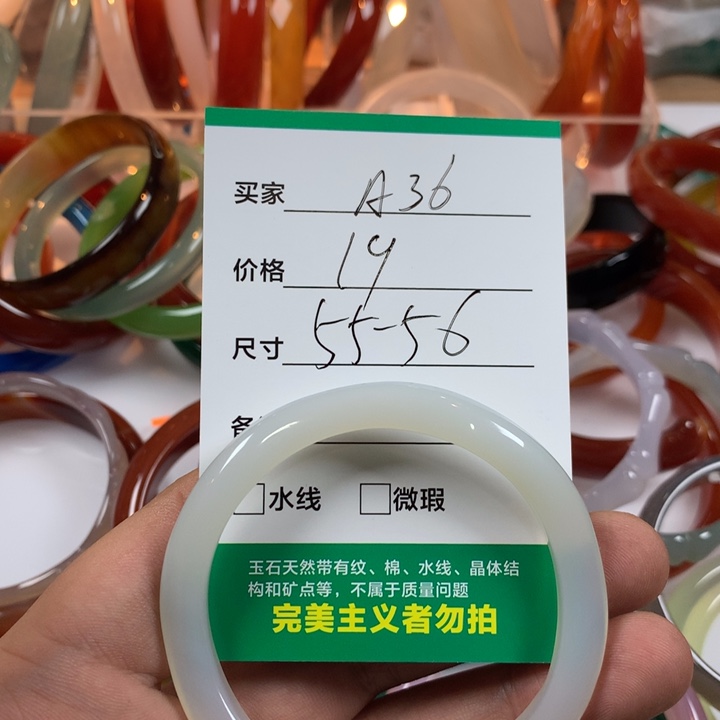 买家 A36
价格 19
尺寸 55-56
备
水线 微瑕
玉石天然带有纹、棉、水线、晶体结
构和矿点等，不属于质量问题
完美主义者勿拍